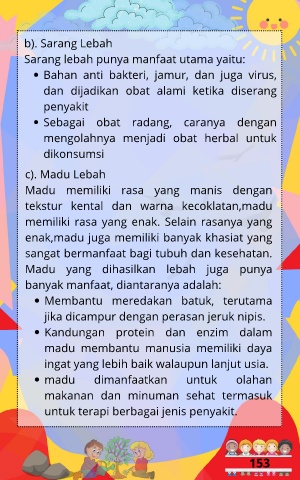 b). Sarang Lebah
Sarang lebah punya manfaat utama yaitu:
• Bahan anti bakteri, jamur, dan juga virus,
dan dijadikan obat alami ketika diserang
penyakit
• Sebagai obat radang, caranya dengan
mengolahnya menjadi obat herbal untuk
dikonsumsi
c). Madu Lebah
Madu memiliki rasa yang manis dengan
tekstur kental dan warna kecoklatan,madu
memiliki rasa yang enak. Selain rasanya yang
enak,madu juga memiliki banyak khasiat yang
sangat bermanfaat bagi tubuh dan kesehatan.
Madu yang dihasilkan lebah juga punya
banyak manfaat, diantaranya adalah:
• Membantu meredakan batuk, terutama
jika dicampur dengan perasan jeruk nipis.
• Kandungan protein dan enzim dalam
madu membantu manusia memiliki daya
ingat yang lebih baik walaupun lanjut usia.
• madu dimanfaatkan untuk olahan
makanan dan minuman sehat termasuk
untuk terapi berbagai jenis penyakit.
153